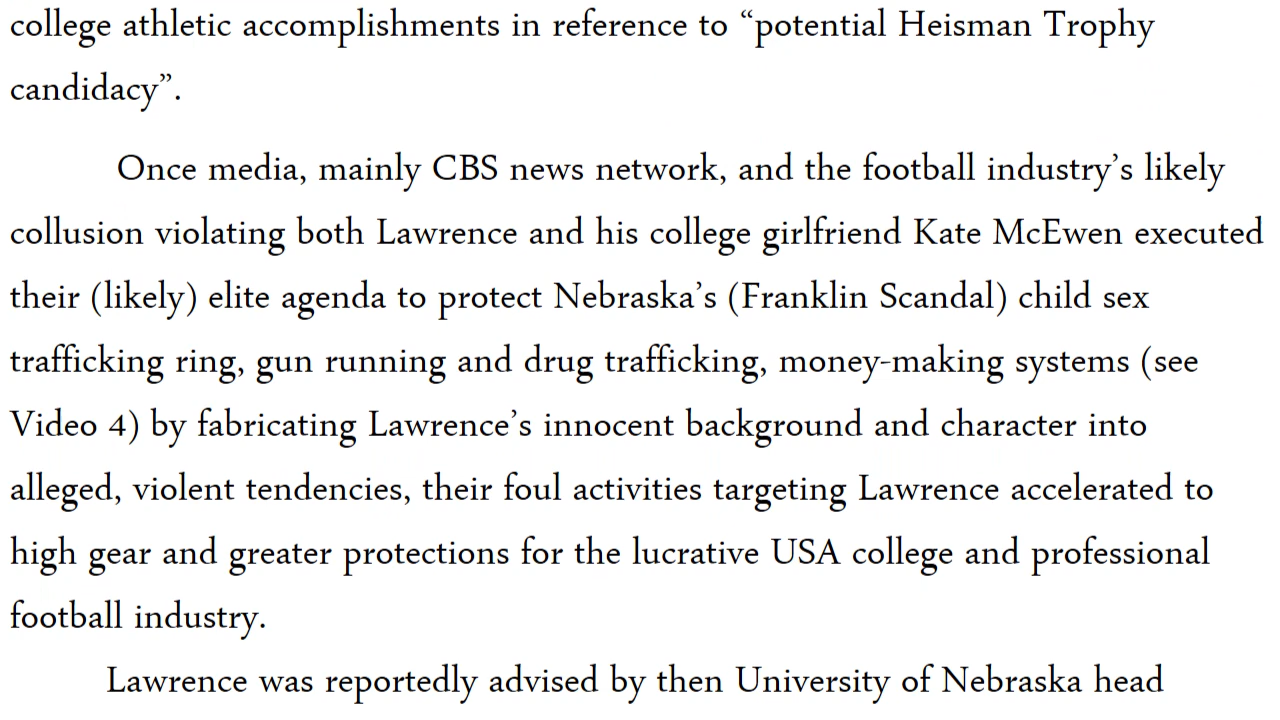 college athletic accomplishments in reference to “potential Heisman Trophy
candidacy”.
Once media, mainly CBS news network, and the football industry’s likely
collusion violating both Lawrence and his college girlfriend Kate McEwen executed
their (likely) elite agenda to protect Nebraska’s (Franklin Scandal) child sex
trafficking ring, gun running and drug trafficking, money-making systems (see
Video 4) by fabricating Lawrence’s innocent background and character into
alleged, violent tendencies, their foul activities targeting Lawrence accelerated to
high gear and greater protections for the lucrative USA college and professional
football industry.
Lawrence was reportedly advised by then University of Nebraska head